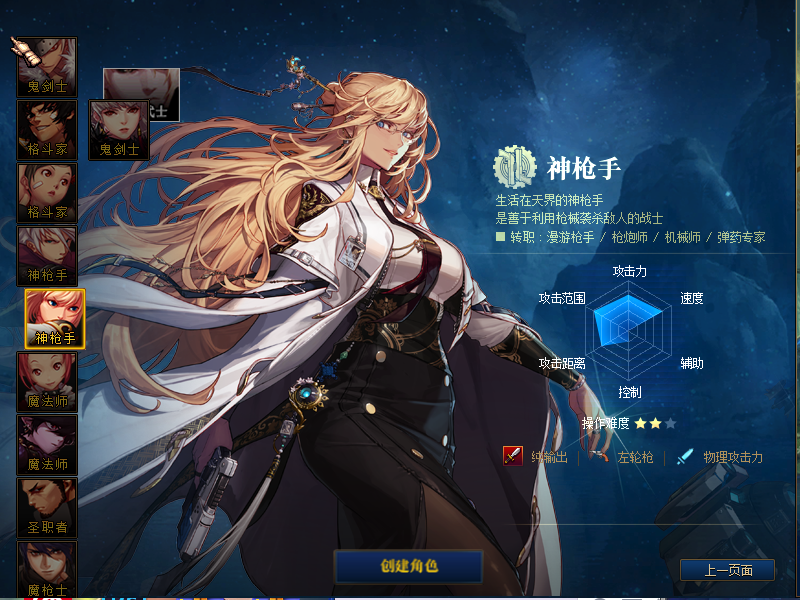 鬼剑士
格斗家
格斗家
神枪手
神枪手
魔法师
魔法师
圣职者
魔枪士
士
鬼剑士
神枪手
生活在天界的神枪手
是善于利用枪械袭杀敌人的战士
转职：漫游枪手 / 枪炮师 / 机械师 / 弹药专家
攻击力
攻击范围
速度
攻击距离
辅助
控制
操作难度
纯输出
左轮枪
物理攻击力
创建角色
上一页面